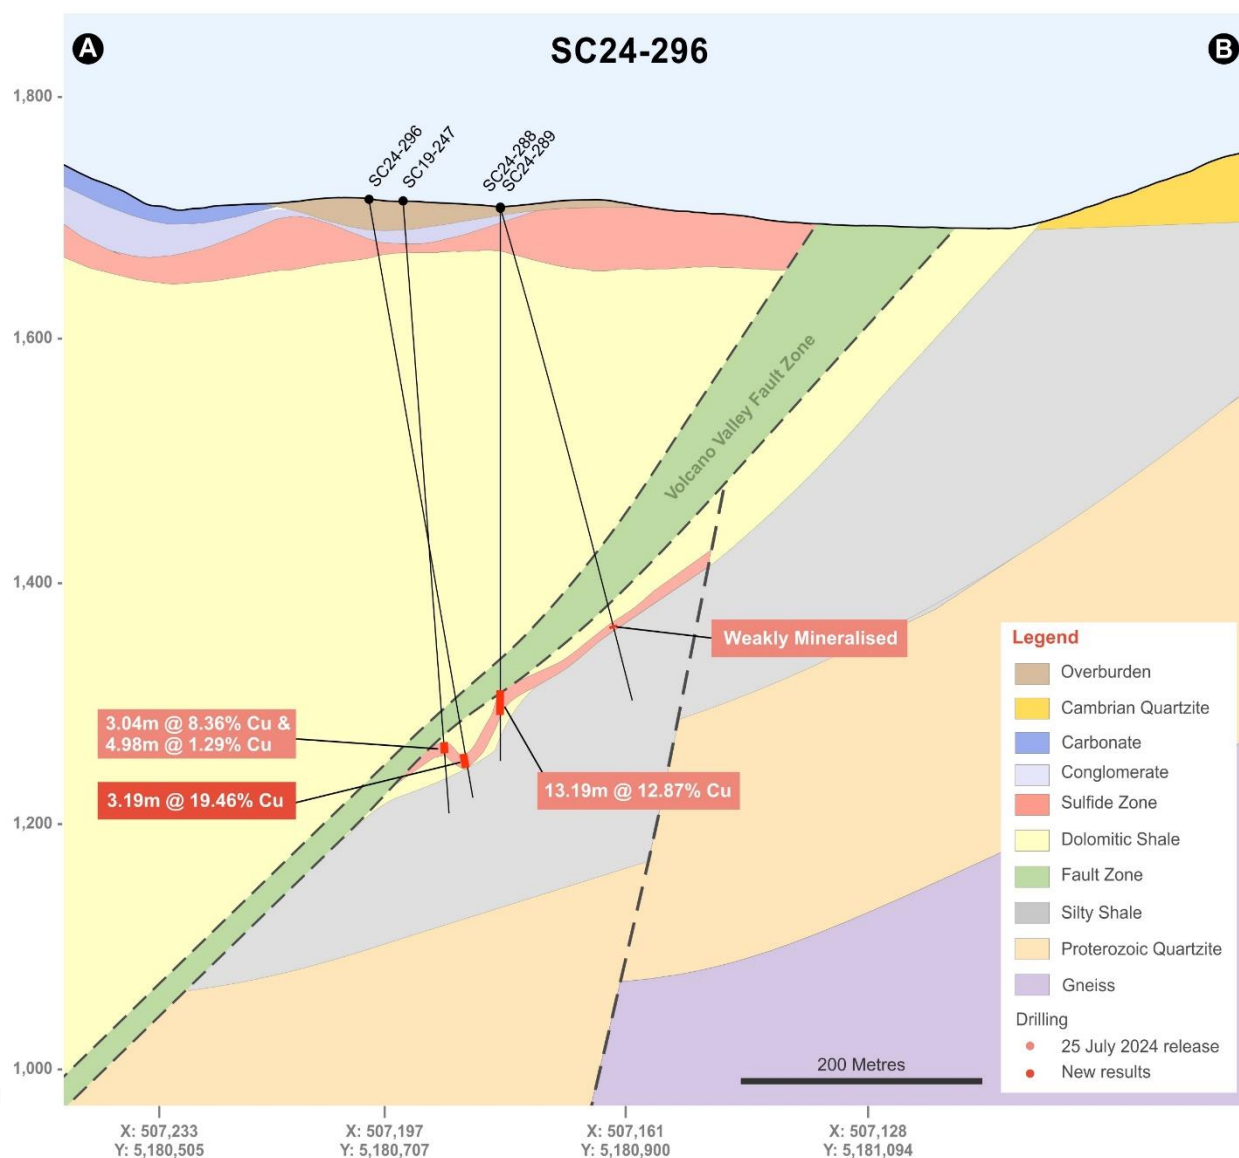 A
SC24-296
B
1,800
1,600
1,400
1,200
1,000
SC24-296
SC19-247
SC24-288
SC24-289
Volcano Valley Fault Zone
Weakly Mineralised
3.04m @ 8.36% Cu &
4.98m @ 1.29% Cu
3.19m @ 19.46% Cu
13.19m @ 12.87% Cu
Legend
Overburden
Cambrian Quartzite
Carbonate
Conglomerate
Sulfide Zone
Dolomitic Shale
Fault Zone
Silty Shale
Proterozoic Quartzite
Gneiss
Drilling
25 July 2024 release
New results
200 Metres
X: 507,233
Y: 5,180,505
X: 507,197
Y: 5,180,707
X: 507,161
Y: 5,180,900
X: 507,128
Y: 5,181,094